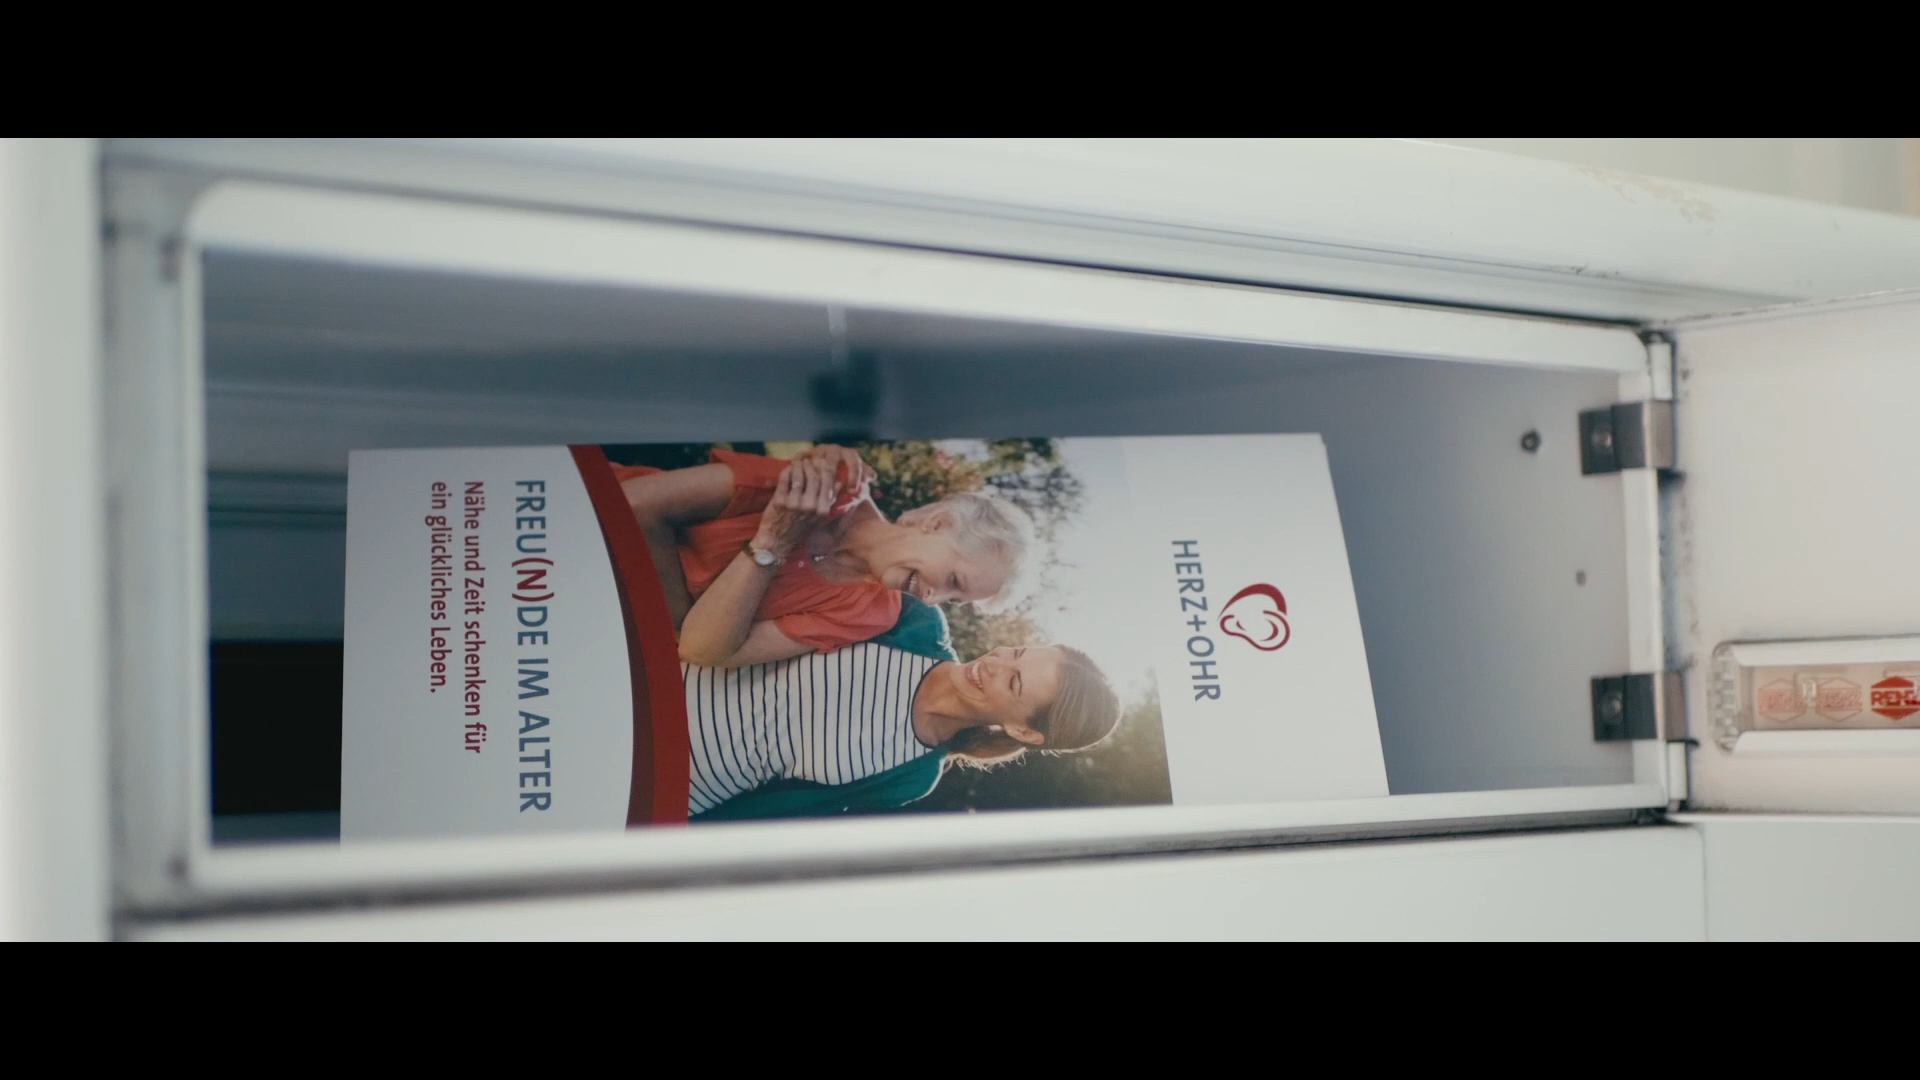 HERZ+OHR
FREU(N)DE IM ALTER
Nähe und Zeit schenken für
ein glückliches Leben.